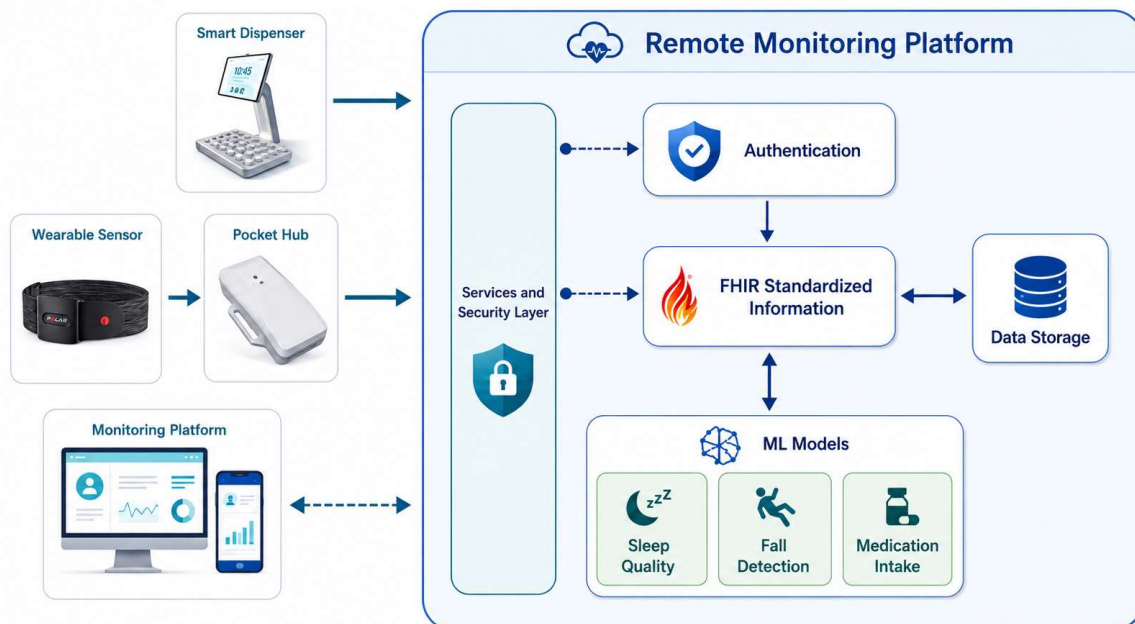 Smart Dispenser
10:45
Remote Monitoring Platform
Authentication
Wearable Sensor
Pocket Hub
POLAR
Services and
Security Layer
FHIR Standardized
Information
Data Storage
Monitoring Platform
ML Models
zzZ
Sleep
Quality
Fall
Detection
Medication
Intake